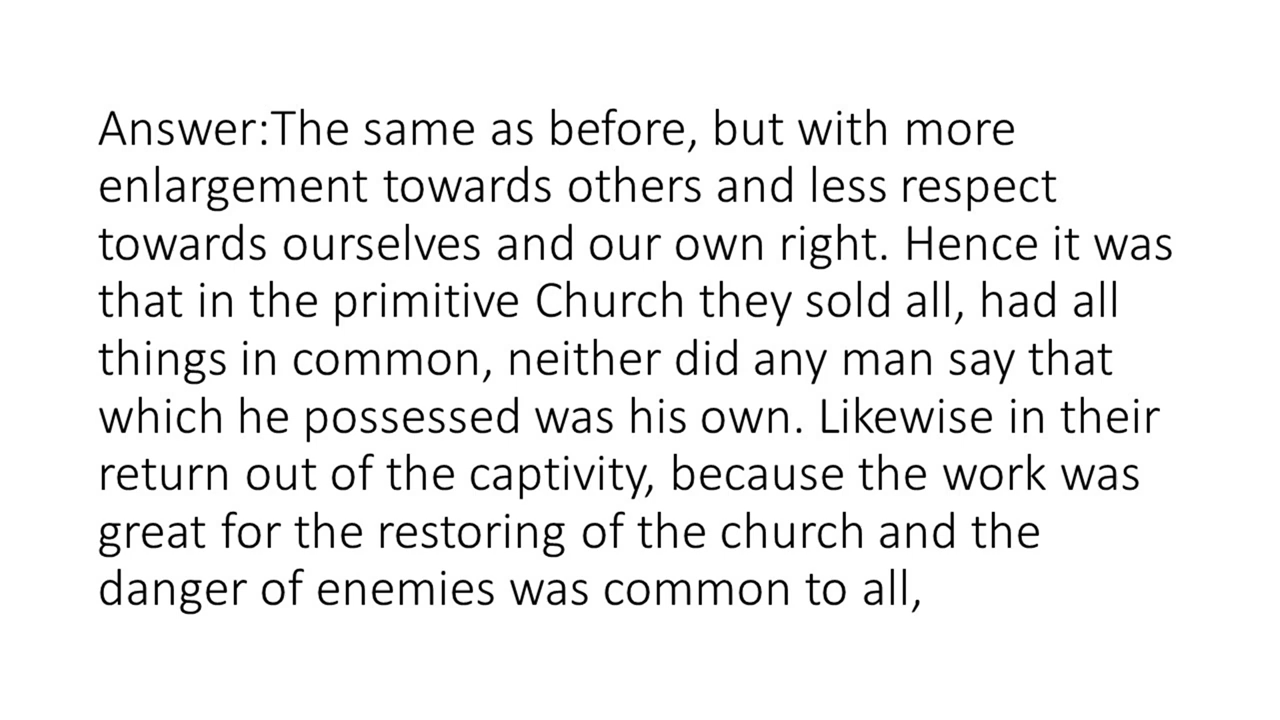 Answer:The same as before, but with more
enlargement towards others and less respect
towards ourselves and our own right. Hence it was
that in the primitive Church they sold all, had all
things in common, neither did any man say that
which he possessed was his own. Likewise in their
return out of the captivity, because the work was
great for the restoring of the church and the
danger of enemies was common to all,